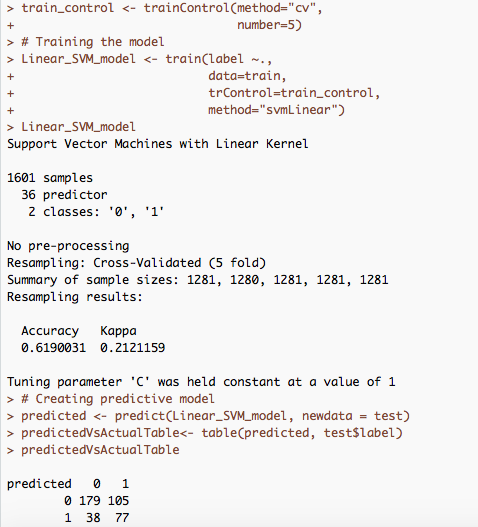 > train_control <- trainControl(method="cv",
+                               number=5)
> # Training the model
> Linear_SVM_model <- train(label ~.,
+                           data=train,
+                           trControl=train_control,
+                           method="svmLinear")
> Linear_SVM_model
Support Vector Machines with Linear Kernel

1601 samples
  36 predictor
   2 classes: '0', '1'

No pre-processing
Resampling: Cross-Validated (5 fold)
Summary of sample sizes: 1281, 1280, 1281, 1281, 1281
Resampling results:

  Accuracy   Kappa
  0.6190031  0.2121159

Tuning parameter 'C' was held constant at a value of 1
> # Creating predictive model
> predicted <- predict(Linear_SVM_model, newdata = test)
> predictedVsActualTable<- table(predicted, test$label)
> predictedVsActualTable

predicted   0   1
        0 179 105
        1  38  77